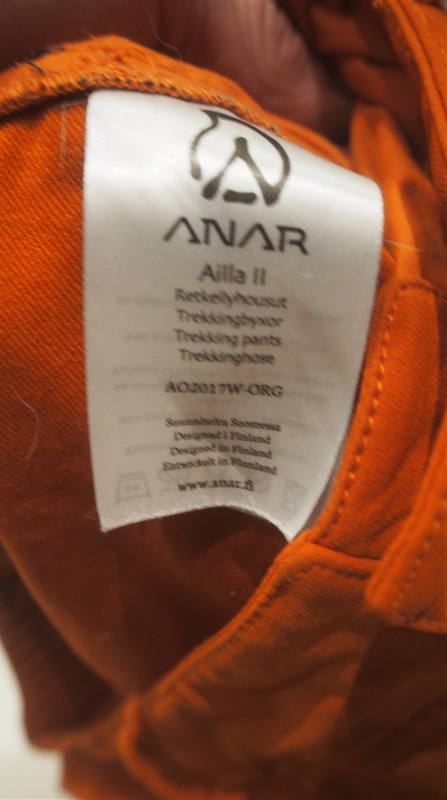 ANAR
Ailla II
Retkeilyhousut
Trekkingbyxor
Trekking pants
Trekkinghose
AO2017W-ORG
Suunniteltu Suomessa
Designad i Finland
Designed in Finland
Entwickelt in Finnland
www.anar.fi